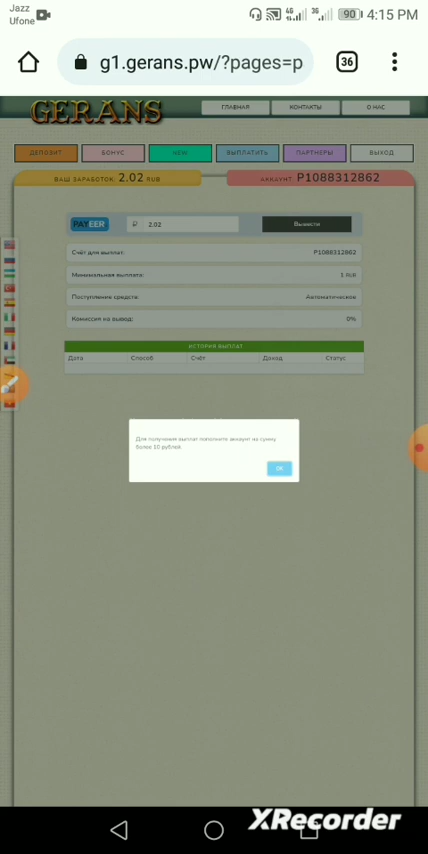 Jazz
Ufone
4G
3G
90
4:15 PM
g1.gerans.pw/?pages=p
36
GERANS
ГЛАВНАЯ
КОНТАКТЫ
О НАС
ДЕПОЗИТ
БОНУС
NEW
ВЫПЛАТИТЬ
ПАРТНЕРЫ
ВЫХОД
ВАШ ЗАРАБОТОК: 2.02 RUB
АККАУНТ P1088312862
PAYEER
₽ 2.02
Вывести
Счёт для выплат: P1088312862
Минимальная выплата: 1 RUB
Поступление средств: Автоматическое
Комиссия на вывод: 0%
ИСТОРИЯ ВЫПЛАТ
Дата Способ Счёт Доход Статус
Для получения выплат пополните аккаунт на сумму
более 10 рублей.
OK
XRecorder